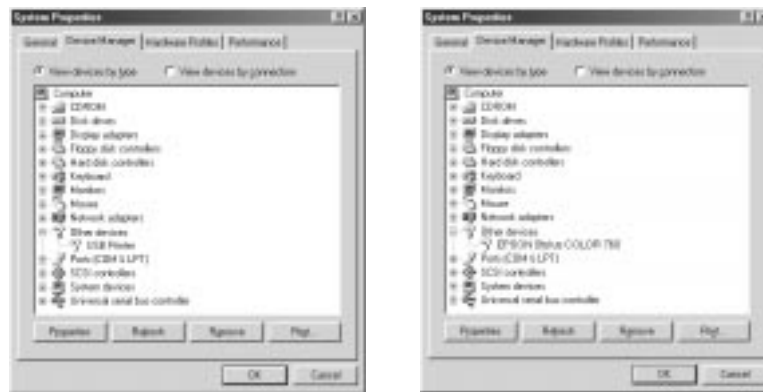 System Properties
General Device Manager Hardware Profiles Performance
View devices by type View devices by connection
Computer
CDROM
Disk drives
Display adapters
Floppy disk controllers
Hard disk controllers
Keyboard
Monitors
Mouse
Network adapters
Other devices
USB Printer
Ports (COM & LPT)
SCSI controllers
System devices
Universal serial bus controller
Properties Refresh Remove Print...
OK Cancel
System Properties
General Device Manager Hardware Profiles Performance
View devices by type View devices by connection
Computer
CDROM
Disk drives
Display adapters
Floppy disk controllers
Hard disk controllers
Keyboard
Monitors
Mouse
Network adapters
Other devices
EPSON Stylus COLOR 760
Ports (COM & LPT)
SCSI controllers
System devices
Universal serial bus controller
Properties Refresh Remove Print...
OK Cancel